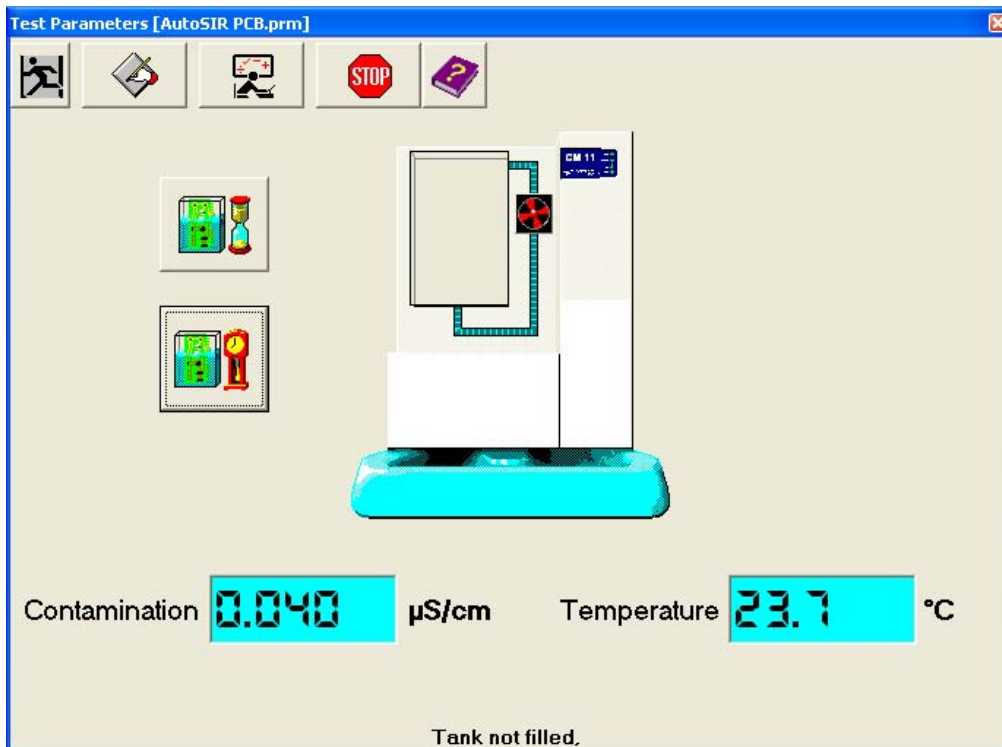 Test Parameters [AutoSIR PCB.prm]
STOP
?
CM 11
Contamination 0.040 µS/cm Temperature 23.7 °C
Tank not filled,